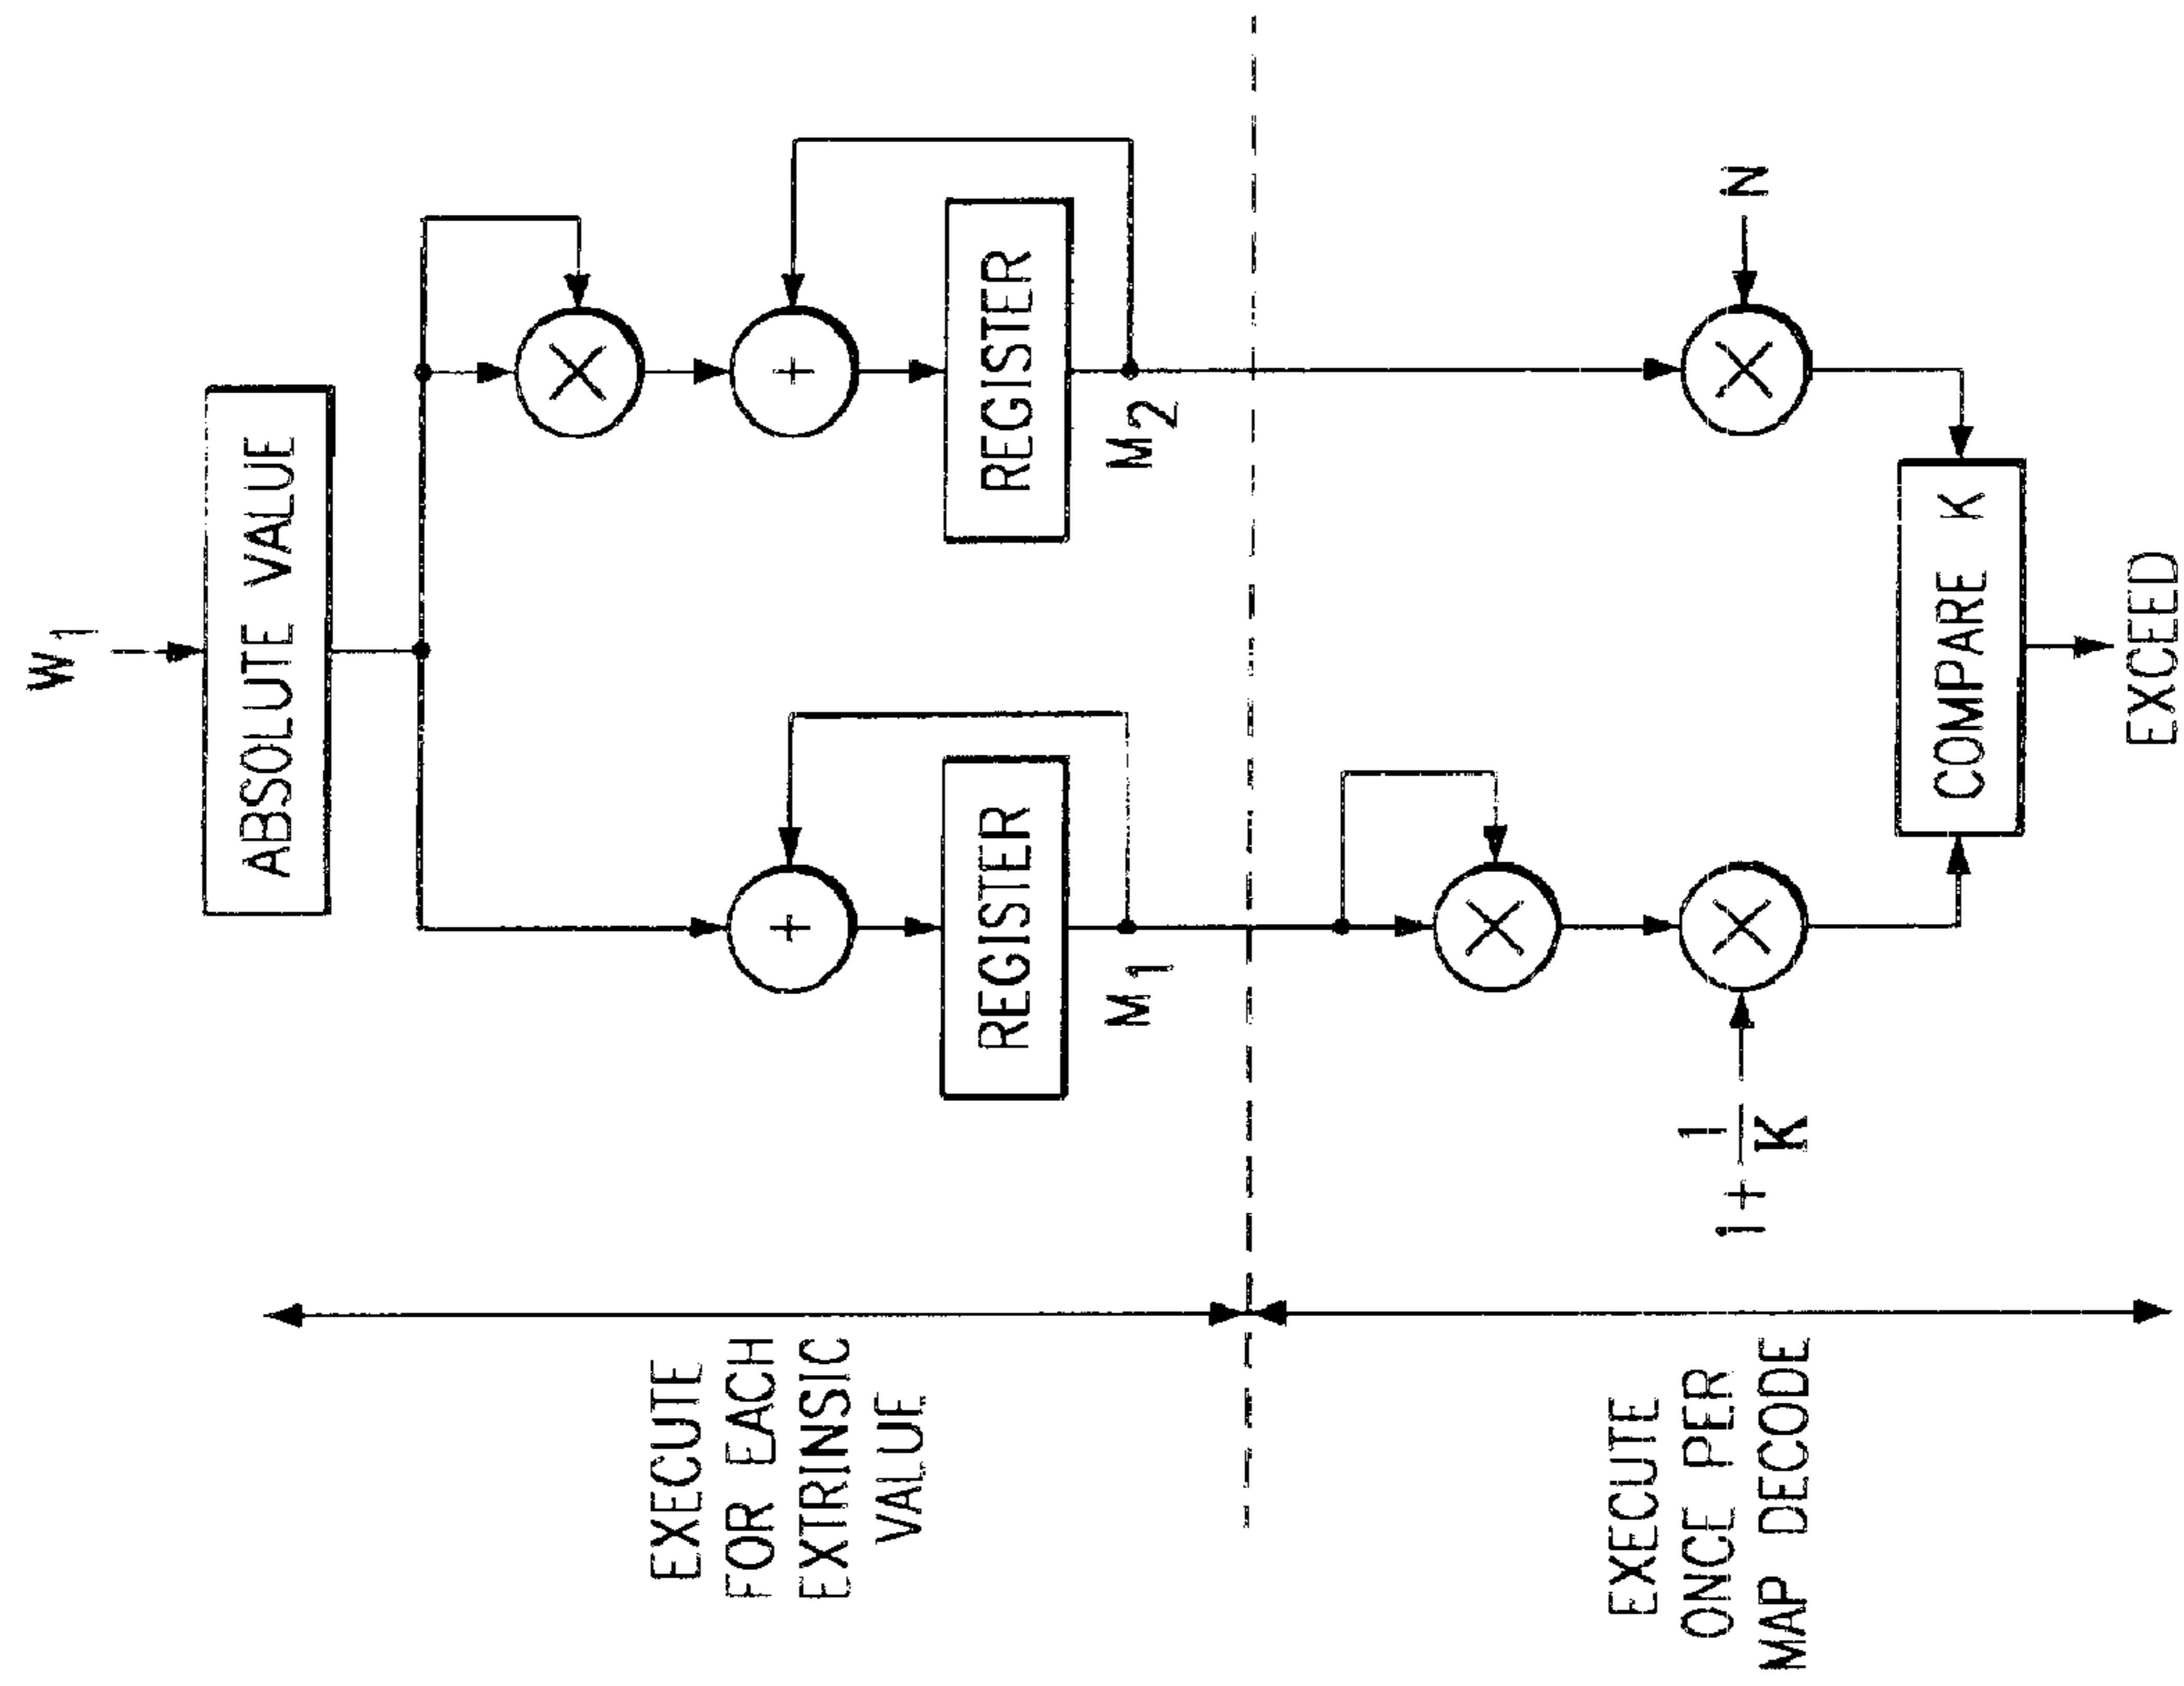 W1
ABSOLUTE VALUE
×
+
+
REGISTER
REGISTER
M1
M2
EXECUTE
FOR EACH
EXTRINSIC
VALUE
×
1+1/K
×
×
N
COMPARE K
EXCEED
EXECUTE
ONCE PER
MAP DECODE